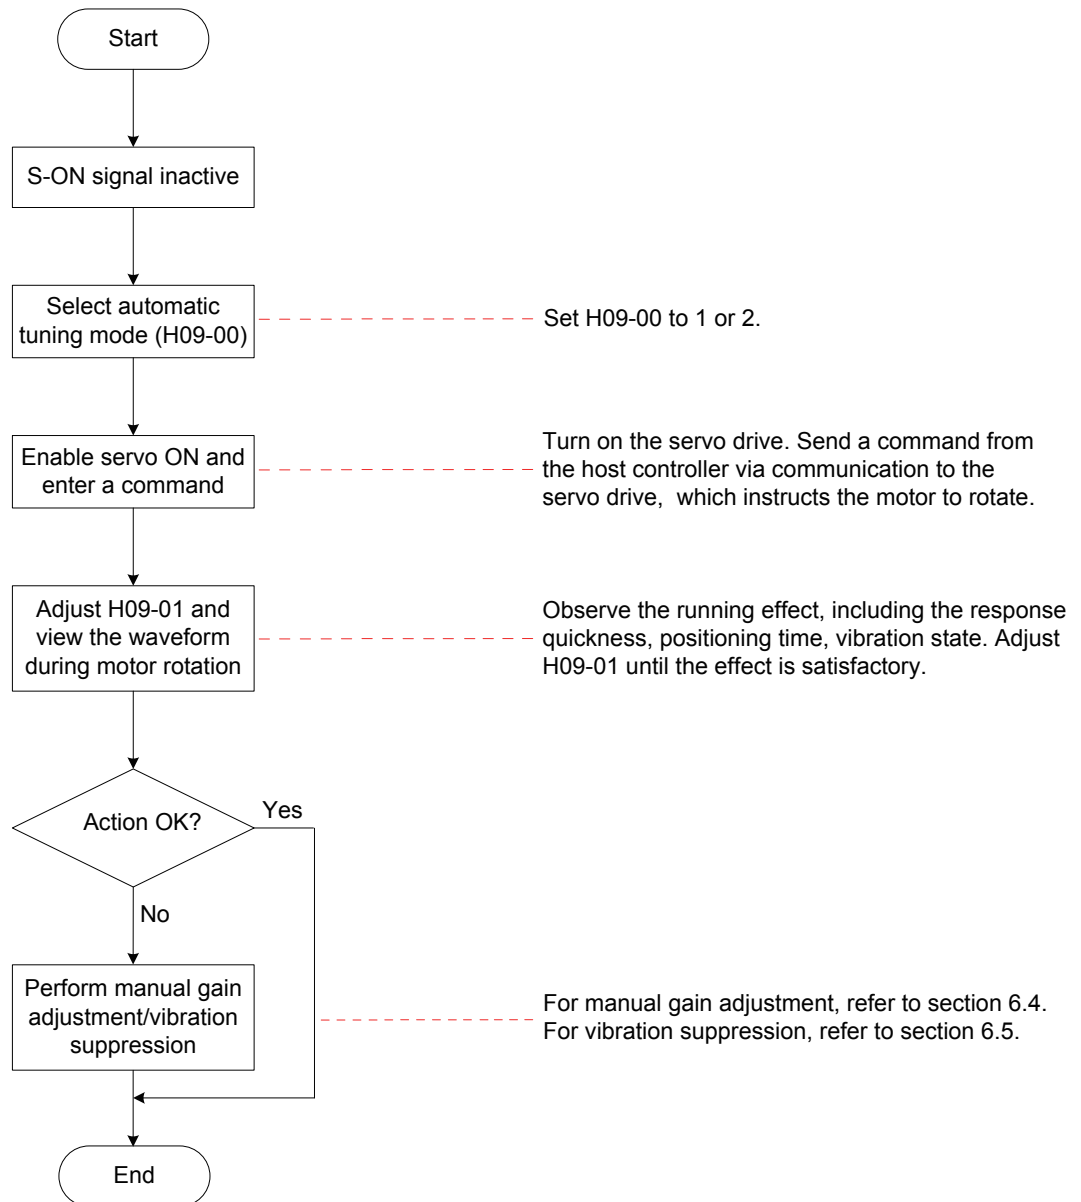 Start
S-ON signal inactive
Select automatic
tuning mode (H09-00)
Set H09-00 to 1 or 2.
Enable servo ON and
enter a command
Turn on the servo drive. Send a command from
the host controller via communication to the
servo drive,  which instructs the motor to rotate.
Adjust H09-01 and
view the waveform
during motor rotation
Observe the running effect, including the response
quickness, positioning time, vibration state. Adjust
H09-01 until the effect is satisfactory.
Action OK?
Yes
No
Perform manual gain
adjustment/vibration
suppression
For manual gain adjustment, refer to section 6.4.
For vibration suppression, refer to section 6.5.
End